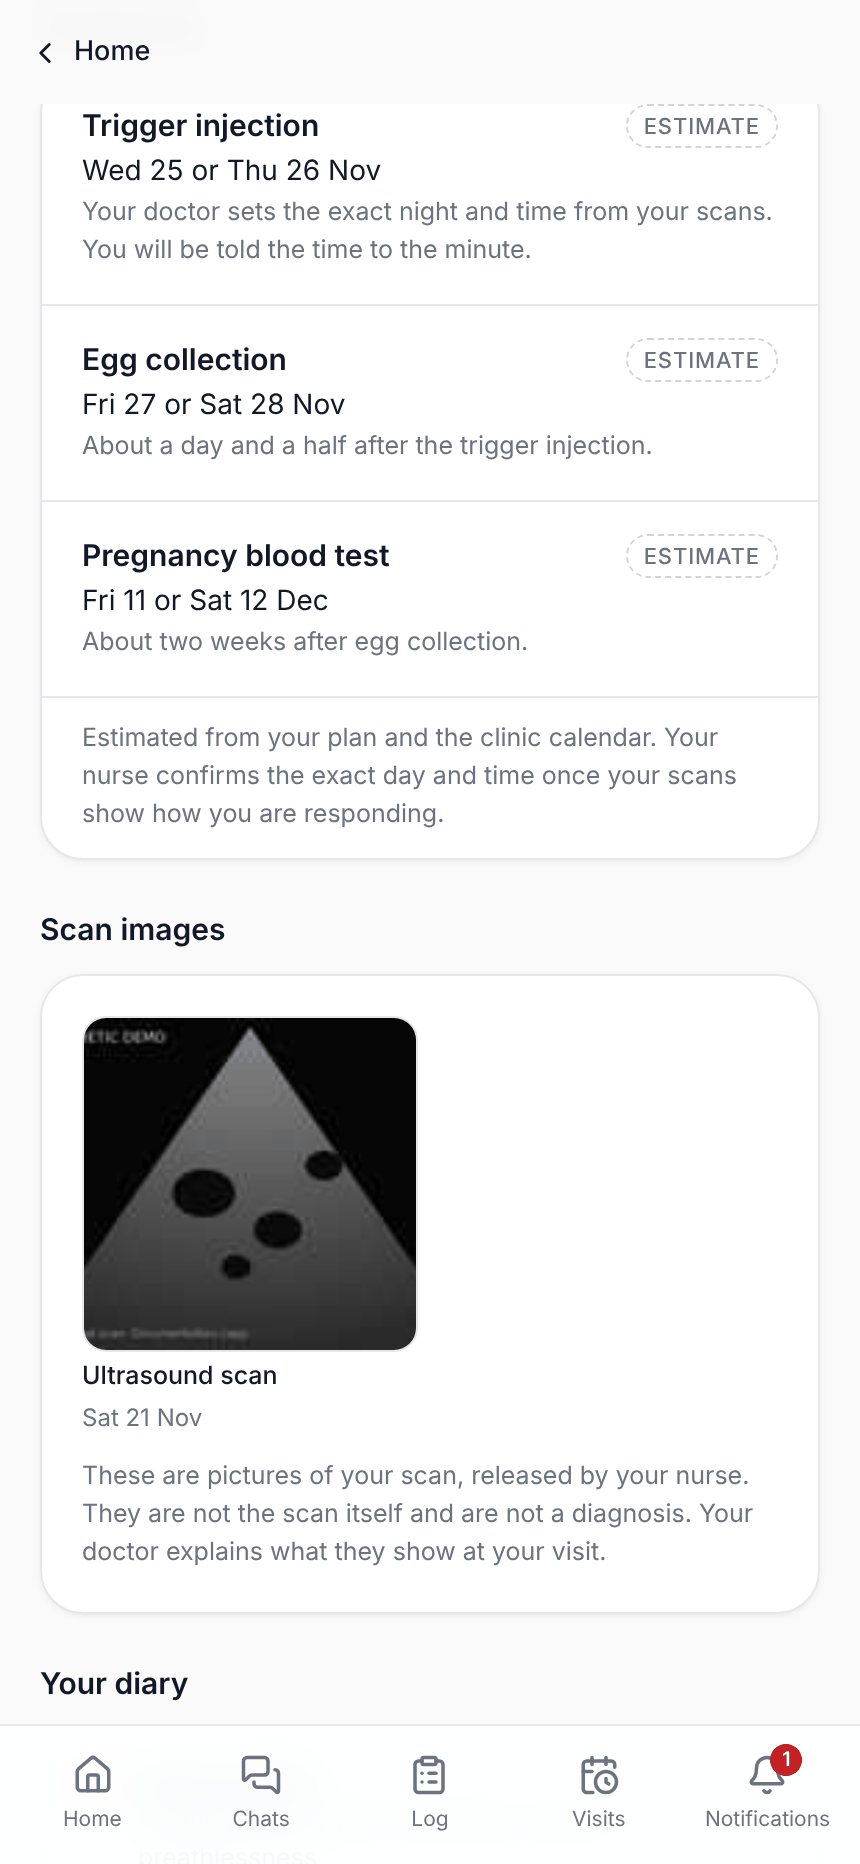 Home
Trigger injection
ESTIMATE
Wed 25 or Thu 26 Nov
Your doctor sets the exact night and time from your scans.
You will be told the time to the minute.
Egg collection
ESTIMATE
Fri 27 or Sat 28 Nov
About a day and a half after the trigger injection.
Pregnancy blood test
ESTIMATE
Fri 11 or Sat 12 Dec
About two weeks after egg collection.
Estimated from your plan and the clinic calendar. Your
nurse confirms the exact day and time once your scans
show how you are responding.
Scan images
ETIC DEMO
Ultrasound scan
Sat 21 Nov
These are pictures of your scan, released by your nurse.
They are not the scan itself and are not a diagnosis. Your
doctor explains what they show at your visit.
Your diary
1
Home
Chats
Log
Visits
Notifications
breathlessness